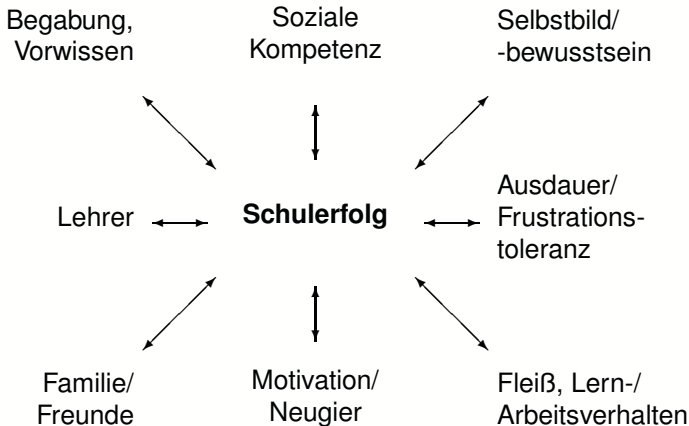 Begabung,
Vorwissen
Soziale
Kompetenz
Selbstbild/
-bewusstsein
Lehrer
Schulerfolg
Ausdauer/
Frustrations-
toleranz
Familie/
Freunde
Motivation/
Neugier
Fleiß, Lern-/
Arbeitsverhalten